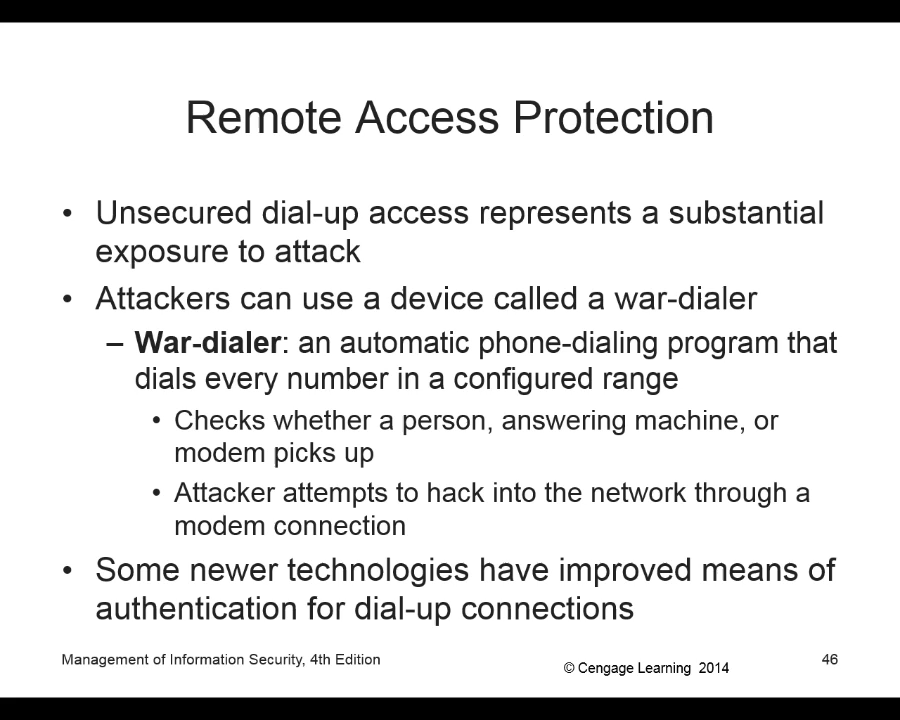 Remote Access Protection
• Unsecured dial-up access represents a substantial
exposure to attack
• Attackers can use a device called a war-dialer
– War-dialer: an automatic phone-dialing program that
dials every number in a configured range
• Checks whether a person, answering machine, or
modem picks up
• Attacker attempts to hack into the network through a
modem connection
• Some newer technologies have improved means of
authentication for dial-up connections
Management of Information Security, 4th Edition
© Cengage Learning 2014
46